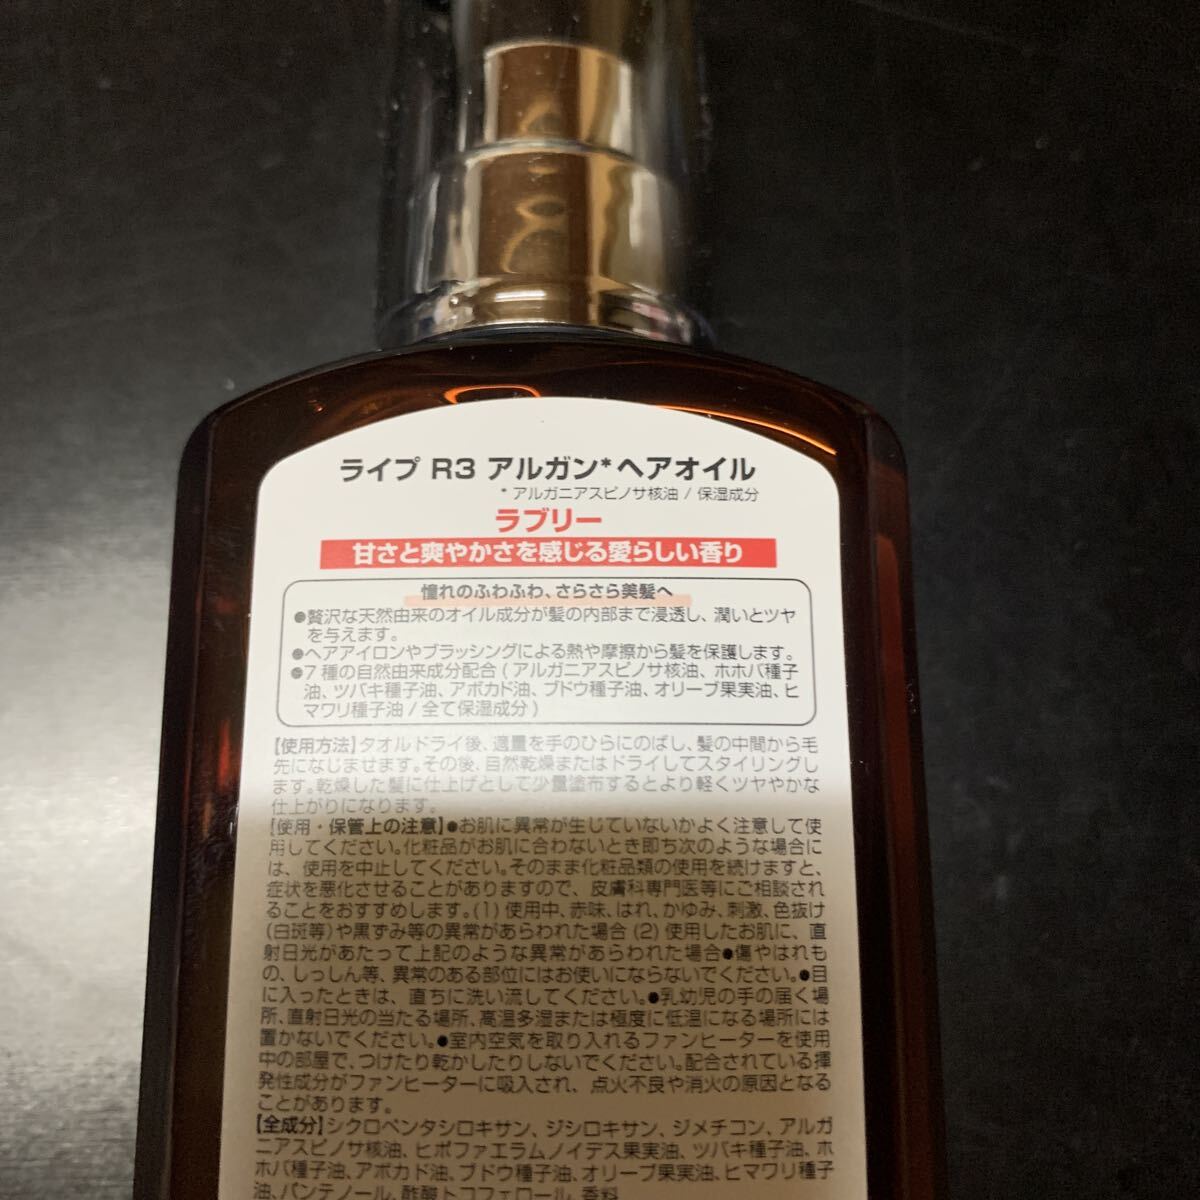 ライプ R3 アルガン*ヘアオイル
* アルガニアスピノサ核油 / 保湿成分
ラブリー
甘さと爽やかさを感じる愛らしい香り
憧れのふわふわ、さらさら美髪へ
●贅沢な天然由来のオイル成分が髪の内部まで浸透し、潤いとツヤ
を与えます。
●ヘアアイロンやブラッシングによる熱や摩擦から髪を保護します。
●7 種の自然由来成分配合 ( アルガニアスピノサ核油、ホホバ種子
油、ツバキ種子油、アボカド油、ブドウ種子油、オリーブ果実油、ヒ
マワリ種子油 / 全て保湿成分 )
【使用方法】タオルドライ後、適量を手のひらにのばし、髪の中間から毛
先になじませます。その後、自然乾燥またはドライしてスタイリングし
ます。乾燥した髪に仕上げとして少量塗布するとより軽くツヤやかな
仕上がりになります。
【使用・保管上の注意】●お肌に異常が生じていないかよく注意して使
用してください。化粧品がお肌に合わないとき即ち次のような場合に
は、使用を中止してください。そのまま化粧品類の使用を続けますと、
症状を悪化させることがありますので、皮膚科専門医等にご相談され
ることをおすすめします。(1) 使用中、赤味、はれ、かゆみ、刺激、色抜け
(白斑等)や黒ずみ等の異常があらわれた場合 (2) 使用したお肌に、直
射日光があたって上記のような異常があらわれた場合●傷やはれも
の、しっしん等、異常のある部位にはお使いにならないでください。●目
に入ったときは、直ちに洗い流してください。●乳幼児の手の届く場
所、直射日光の当たる場所、高温多湿または極度に低温になる場所には
置かないでください。●室内空気を取り入れるファンヒーターを使用
中の部屋で、つけたり乾かしたりしないでください。配合されている揮
発性成分がファンヒーターに吸入され、点火不良や消火の原因となる
ことがあります。
【全成分】シクロペンタシロキサン、ジシロキサン、ジメチコン、アルガ
ニアスピノサ核油、ヒポファエラムノイデス果実油、ツバキ種子油、ホ
ホバ種子油、アボカド油、ブドウ種子油、オリーブ果実油、ヒマワリ種子
油、パンテノール、酢酸トコフェロール、香料